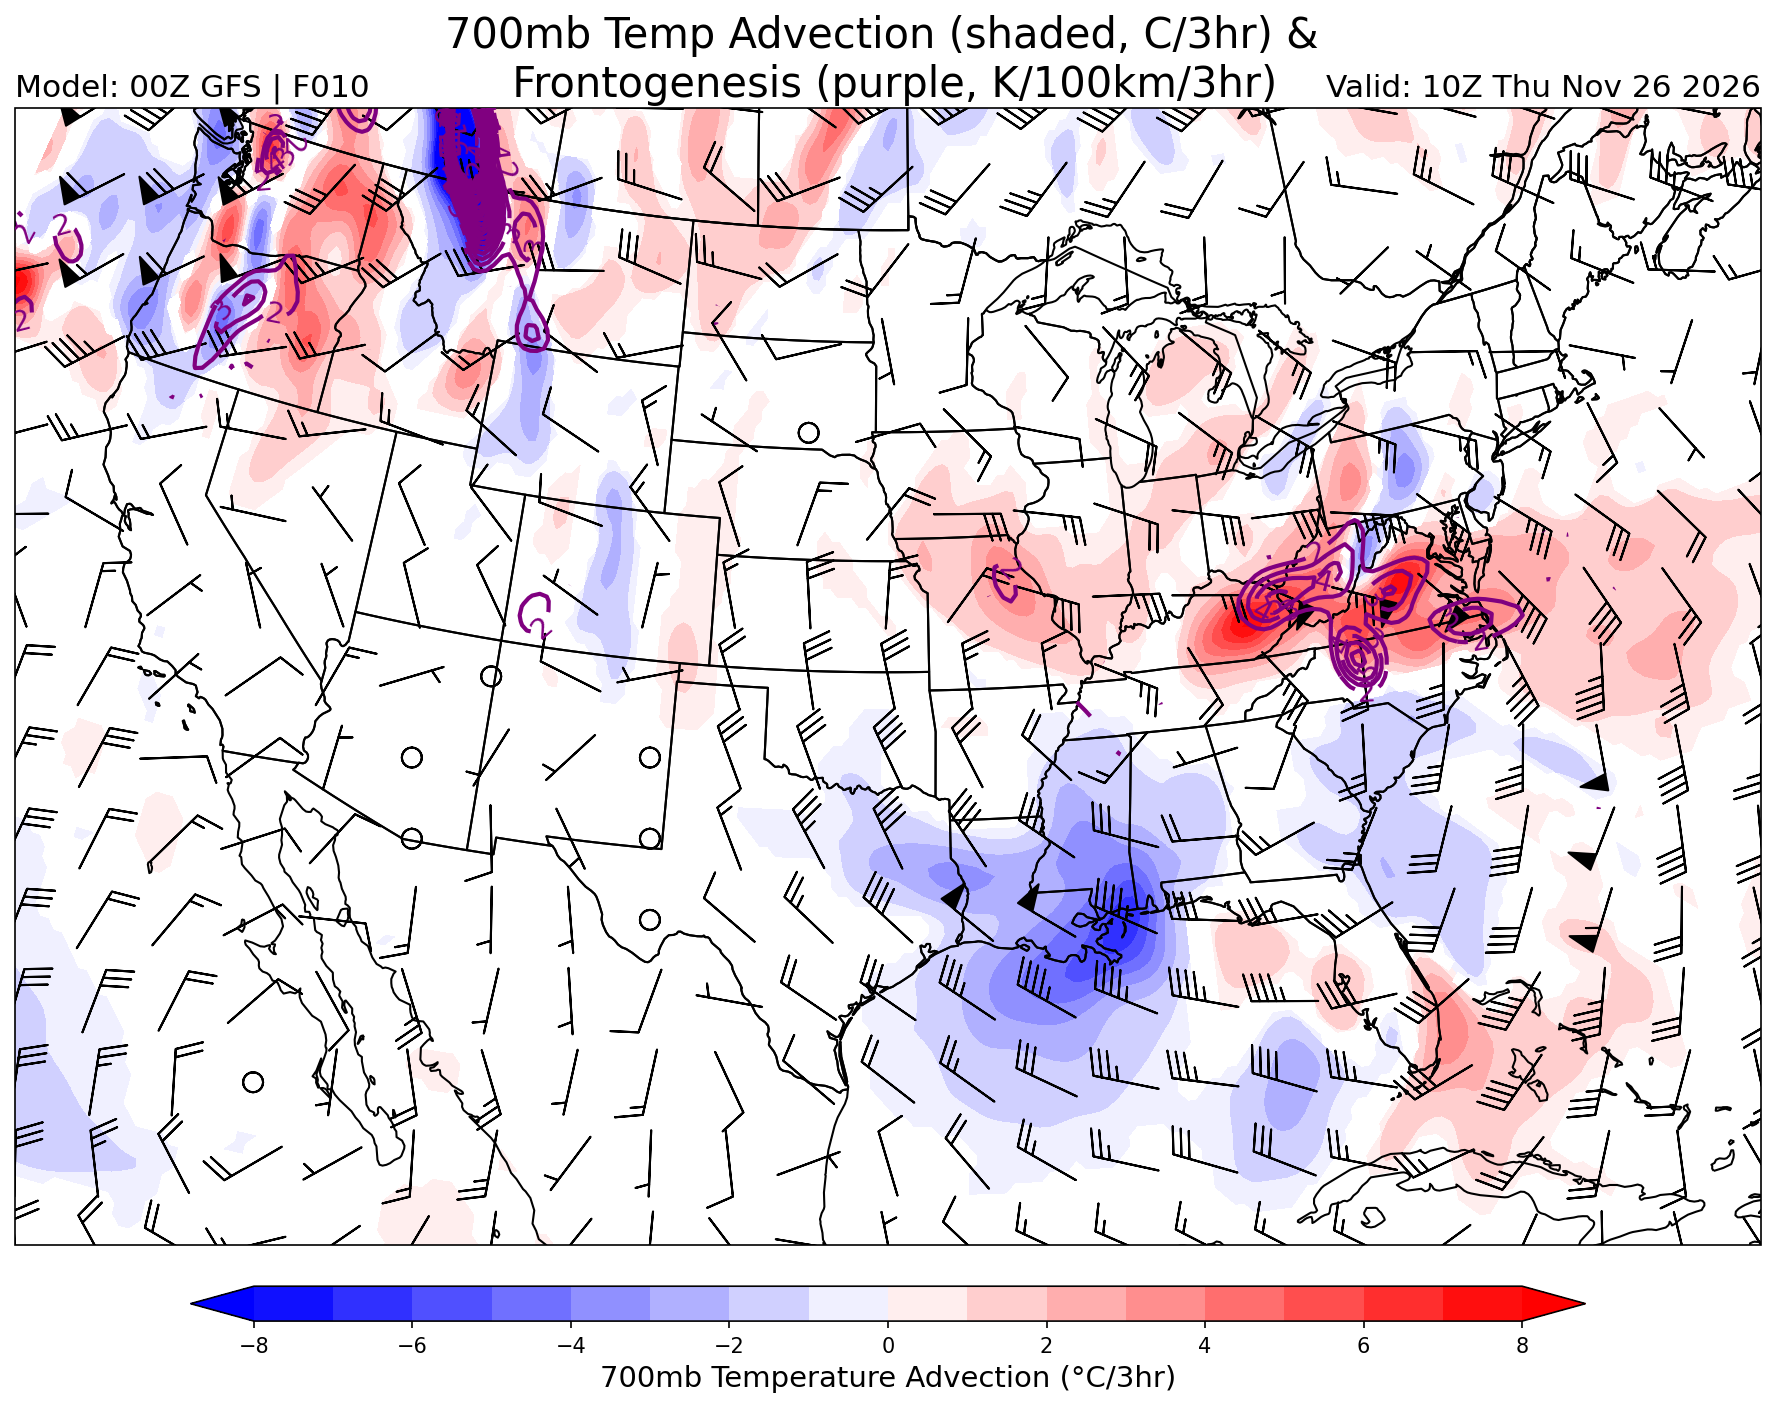 700mb Temp Advection (shaded, C/3hr) &
Frontogenesis (purple, K/100km/3hr)
Model: 00Z GFS | F010
Valid: 10Z Thu Nov 26 2026
−8 −6 −4 −2 0 2 4 6 8
700mb Temperature Advection (°C/3hr)